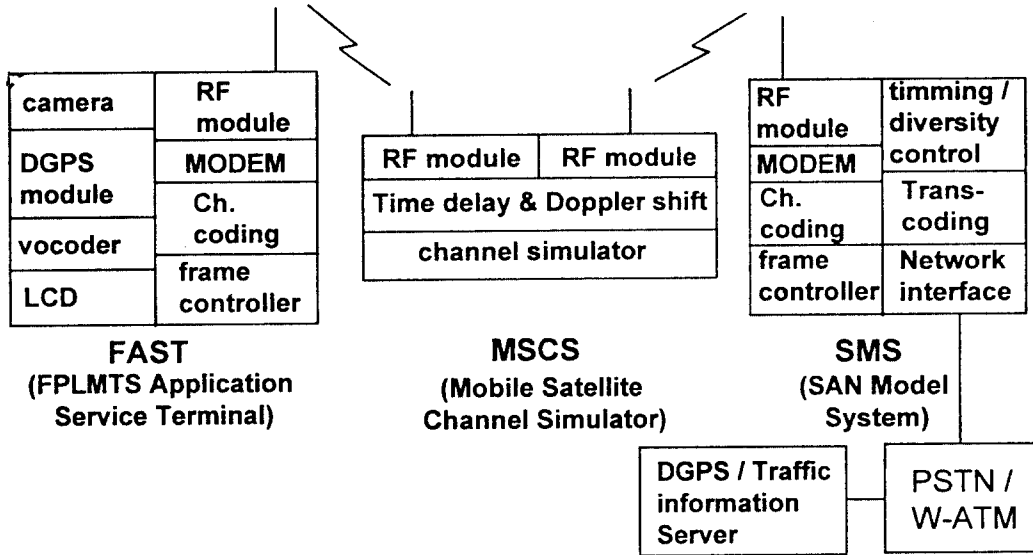 camera
DGPS
module
vocoder
LCD
RF
module
MODEM
Ch.
coding
frame
controller
FAST
(FPLMTS Application
Service Terminal)
RF module
RF module
Time delay & Doppler shift
channel simulator
MSCS
(Mobile Satellite
Channel Simulator)
RF
module
MODEM
Ch.
coding
frame
controller
timming /
diversity
control
Trans-
coding
Network
interface
SMS
(SAN Model
System)
DGPS / Traffic
information
Server
PSTN /
W-ATM